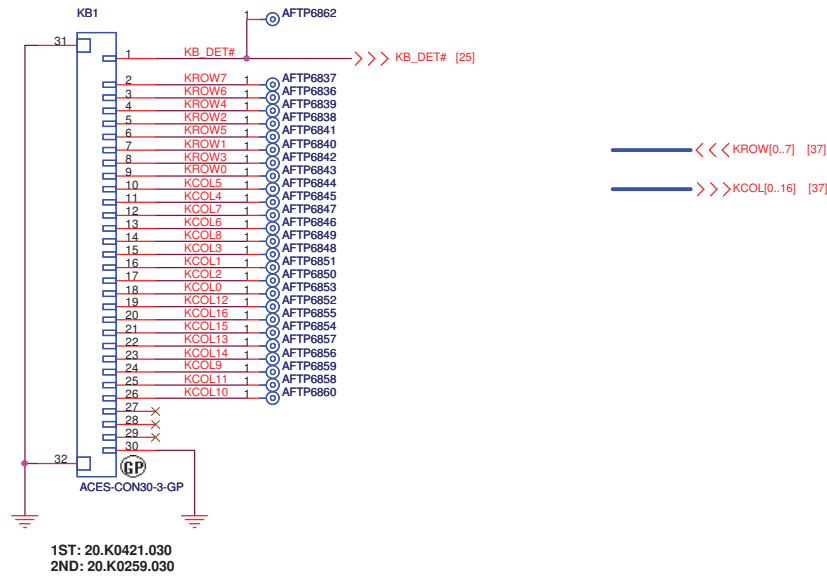 KB1
1 AFTP6862
31
1 KB_DET# KB_DET# [25]
2 KROW7 1 AFTP6837
3 KROW6 1 AFTP6836
4 KROW4 1 AFTP6839
5 KROW2 1 AFTP6838
6 KROW5 1 AFTP6841
7 KROW1 1 AFTP6840
8 KROW3 1 AFTP6842
9 KROW0 1 AFTP6843
10 KCOL5 1 AFTP6844
11 KCOL4 1 AFTP6845
12 KCOL7 1 AFTP6847
13 KCOL6 1 AFTP6846
14 KCOL8 1 AFTP6849
15 KCOL3 1 AFTP6848
16 KCOL1 1 AFTP6851
17 KCOL2 1 AFTP6850
18 KCOL0 1 AFTP6853
19 KCOL12 1 AFTP6852
20 KCOL16 1 AFTP6855
21 KCOL15 1 AFTP6854
22 KCOL13 1 AFTP6857
23 KCOL14 1 AFTP6856
24 KCOL9 1 AFTP6859
25 KCOL11 1 AFTP6858
26 KCOL10 1 AFTP6860
27
28
29
30
32
GP
ACES-CON30-3-GP
1ST: 20.K0421.030
2ND: 20.K0259.030
KROW[0..7] [37]
KCOL[0..16] [37]